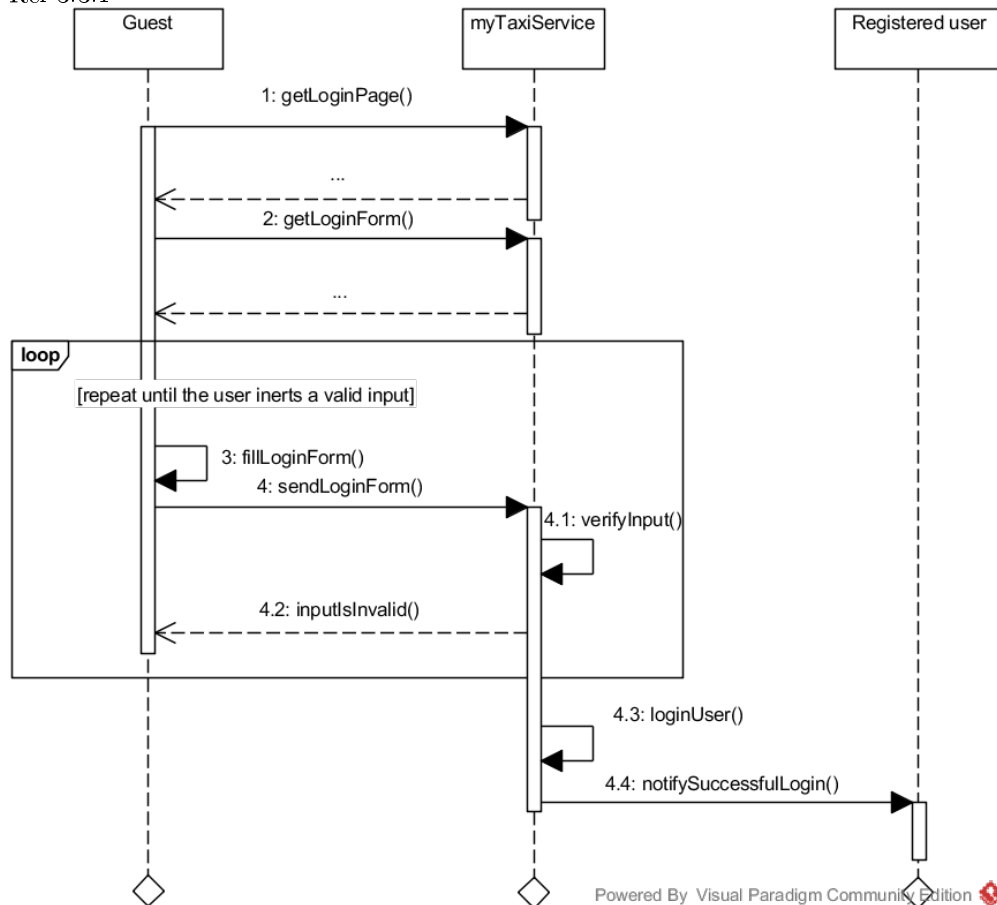 Guest
myTaxiService
Registered user
1: getLoginPage()
...
2: getLoginForm()
...
loop
[repeat until the user inerts a valid input]
3: fillLoginForm()
4: sendLoginForm()
4.1: verifyInput()
4.2: inputIsInvalid()
4.3: loginUser()
4.4: notifySuccessfulLogin()
Powered By Visual Paradigm Community Edition